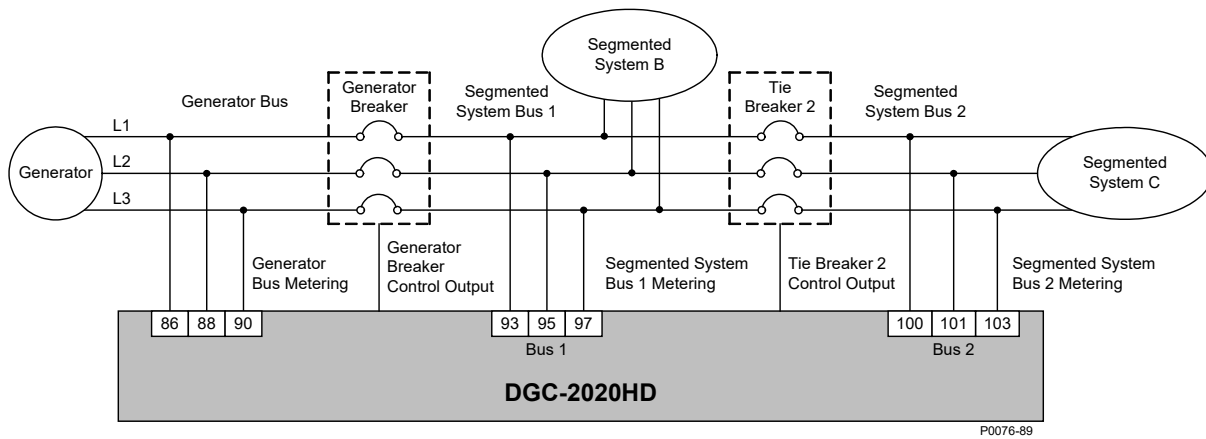 Segmented
System B
Generator Bus
Generator
Breaker
Segmented
System Bus 1
Tie
Breaker 2
Segmented
System Bus 2
L1
L2
L3
Generator
Segmented
System C
Generator
Bus Metering
Generator
Breaker
Control Output
Segmented System
Bus 1 Metering
Tie Breaker 2
Control Output
Segmented System
Bus 2 Metering
86 88 90
93 95 97
100 101 103
Bus 1
Bus 2
DGC-2020HD
P0076-89